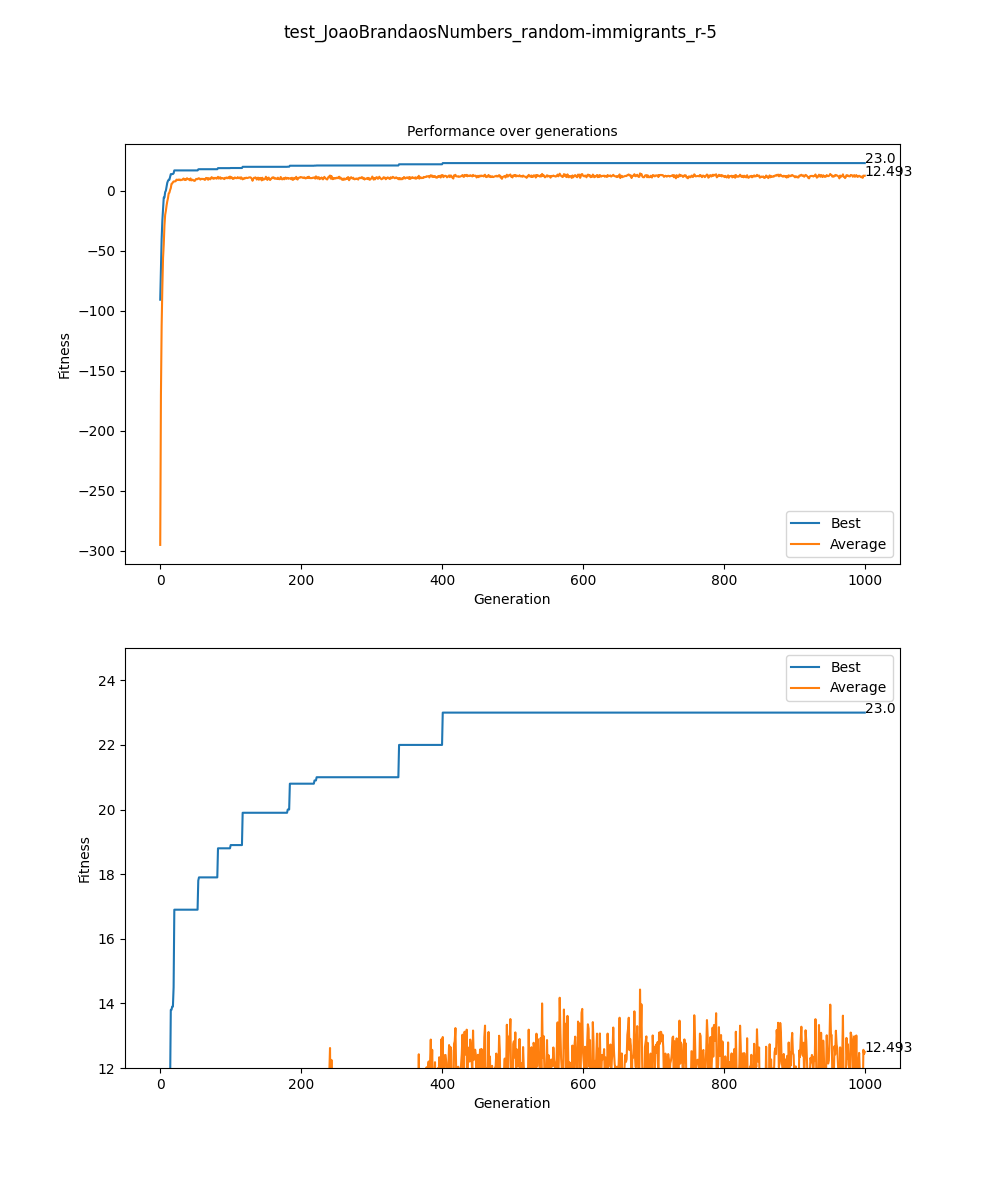 test_JoaoBrandaosNumbers_random-immigrants_r-5
Performance over generations
23.0
12.493
0
−50
−100
−150
−200
−250
−300
Fitness
Best
Average
0 200 400 600 800 1000
Generation
Best
Average
23.0
12.493
24
22
20
18
16
14
12
Fitness
0 200 400 600 800 1000
Generation